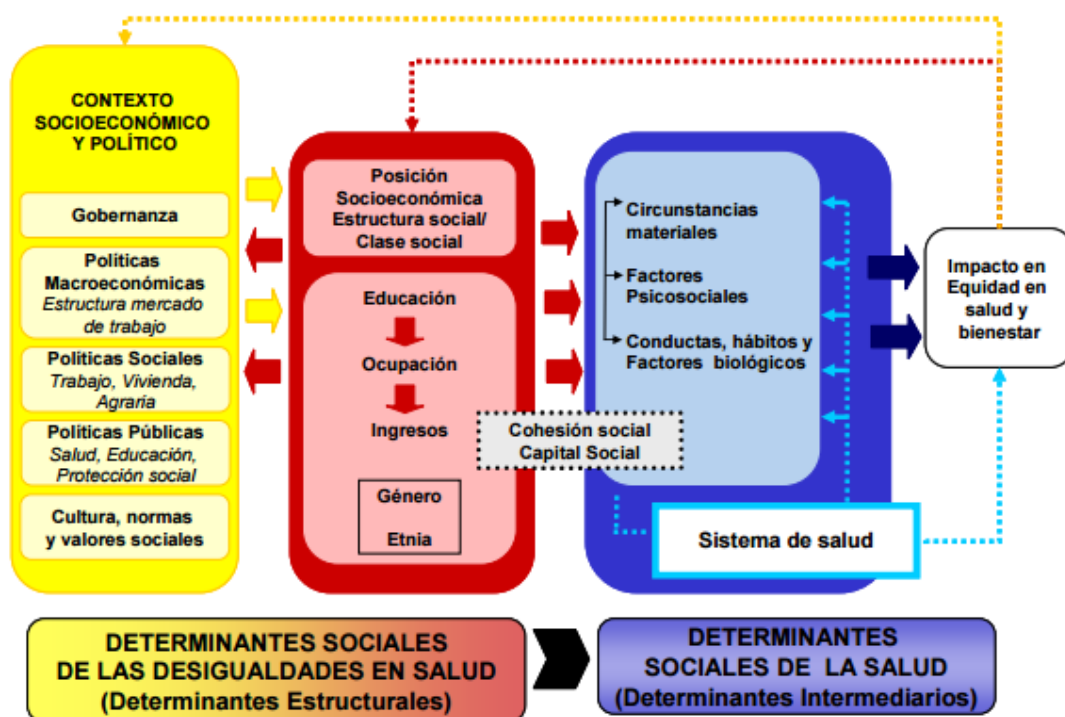 CONTEXTO
SOCIOECONÓMICO
Y POLÍTICO
Gobernanza
Políticas
Macroeconómicas
Estructura mercado
de trabajo
Políticas Sociales
Trabajo, Vivienda,
Agraria
Políticas Públicas
Salud, Educación,
Protección social
Cultura, normas
y valores sociales
Posición
Socioeconómica
Estructura social/
Clase social
Educación
Ocupación
Ingresos
Género
Etnia
Cohesión social
Capital Social
Circunstancias
materiales
Factores
Psicosociales
Conductas, hábitos y
Factores biológicos
Sistema de salud
Impacto en
Equidad en
salud y
bienestar
DETERMINANTES SOCIALES
DE LAS DESIGUALDADES EN SALUD
(Determinantes Estructurales)
DETERMINANTES
SOCIALES DE LA SALUD
(Determinantes Intermediarios)